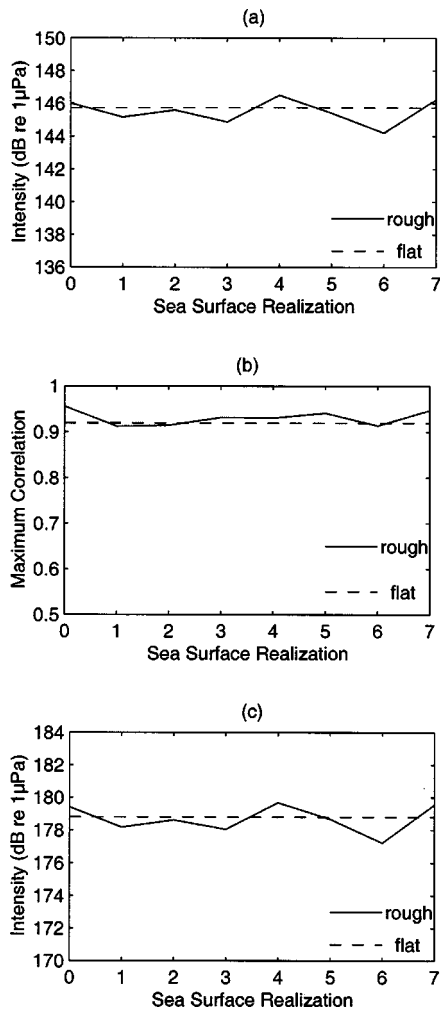 (a)
150
148
146
144
142
140
138
136
Intensity (dB re 1µPa)
rough
flat
0 1 2 3 4 5 6 7
Sea Surface Realization
(b)
1
0.9
0.8
0.7
0.6
0.5
Maximum Correlation
rough
flat
0 1 2 3 4 5 6 7
Sea Surface Realization
(c)
184
182
180
178
176
174
172
170
Intensity (dB re 1µPa)
rough
flat
0 1 2 3 4 5 6 7
Sea Surface Realization